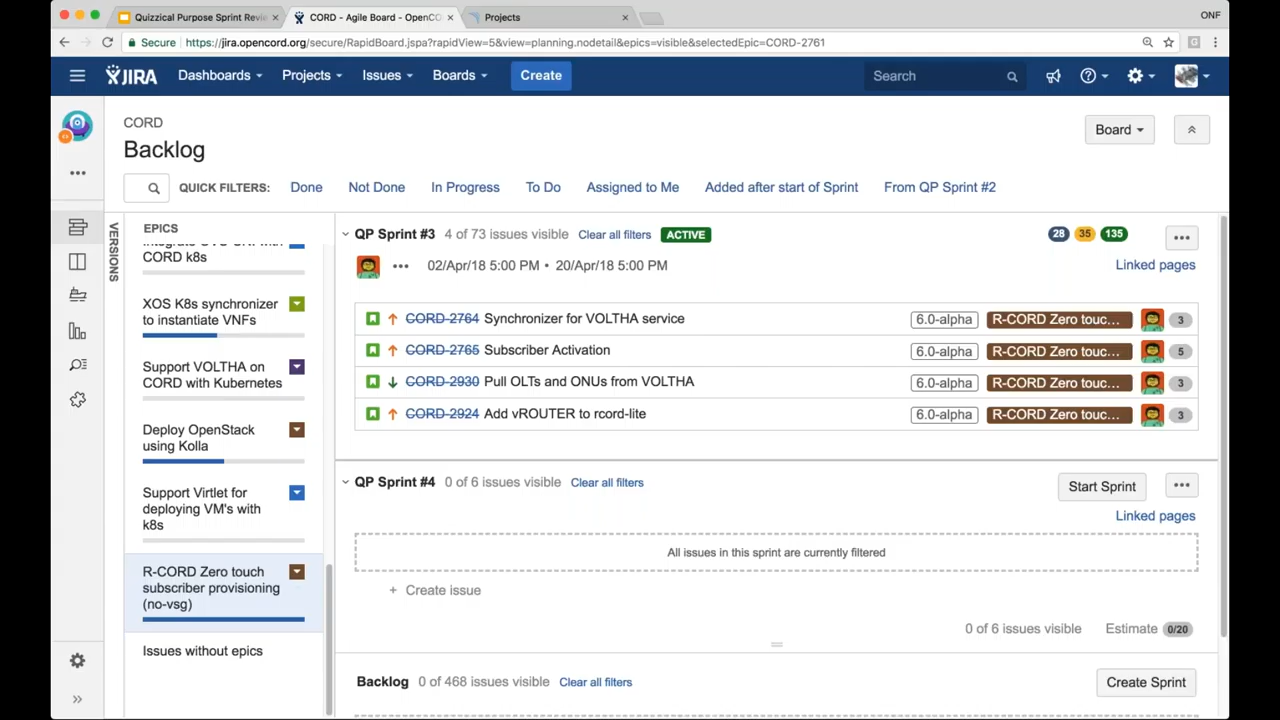 Quizzical Purpose Sprint Revie
CORD - Agile Board - OpenCO
Projects
ONF
Secure
https://jira.opencord.org/secure/RapidBoard.jspa?rapidView=5&view=planning.nodetail&epics=visible&selectedEpic=CORD-2761
JIRA Dashboards Projects Issues Boards Create Search
CORD
Backlog
Board
QUICK FILTERS: Done Not Done In Progress To Do Assigned to Me Added after start of Sprint From QP Sprint #2
VERSIONS
EPICS
CORD k8s
XOS K8s synchronizer
to instantiate VNFs
Support VOLTHA on
CORD with Kubernetes
Deploy OpenStack
using Kolla
Support Virtlet for
deploying VM's with
k8s
R-CORD Zero touch
subscriber provisioning
(no-vsg)
Issues without epics
QP Sprint #3 4 of 73 issues visible Clear all filters ACTIVE 28 35 135
02/Apr/18 5:00 PM • 20/Apr/18 5:00 PM
Linked pages
CORD-2764 Synchronizer for VOLTHA service 6.0-alpha R-CORD Zero touc... 3
CORD-2765 Subscriber Activation 6.0-alpha R-CORD Zero touc... 5
CORD-2930 Pull OLTs and ONUs from VOLTHA 6.0-alpha R-CORD Zero touc... 3
CORD-2924 Add vROUTER to rcord-lite 6.0-alpha R-CORD Zero touc... 3
QP Sprint #4 0 of 6 issues visible Clear all filters Start Sprint
Linked pages
All issues in this sprint are currently filtered
+ Create issue
0 of 6 issues visible Estimate 0/20
Backlog 0 of 468 issues visible Clear all filters Create Sprint